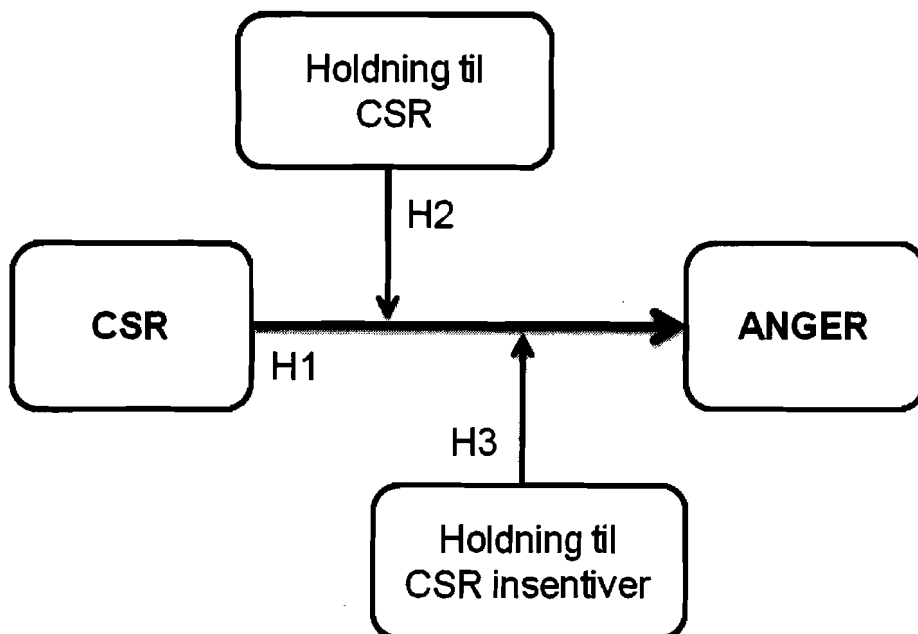 Holdning til
CSR
H2
CSR
ANGER
H1
H3
Holdning til
CSR insentiver